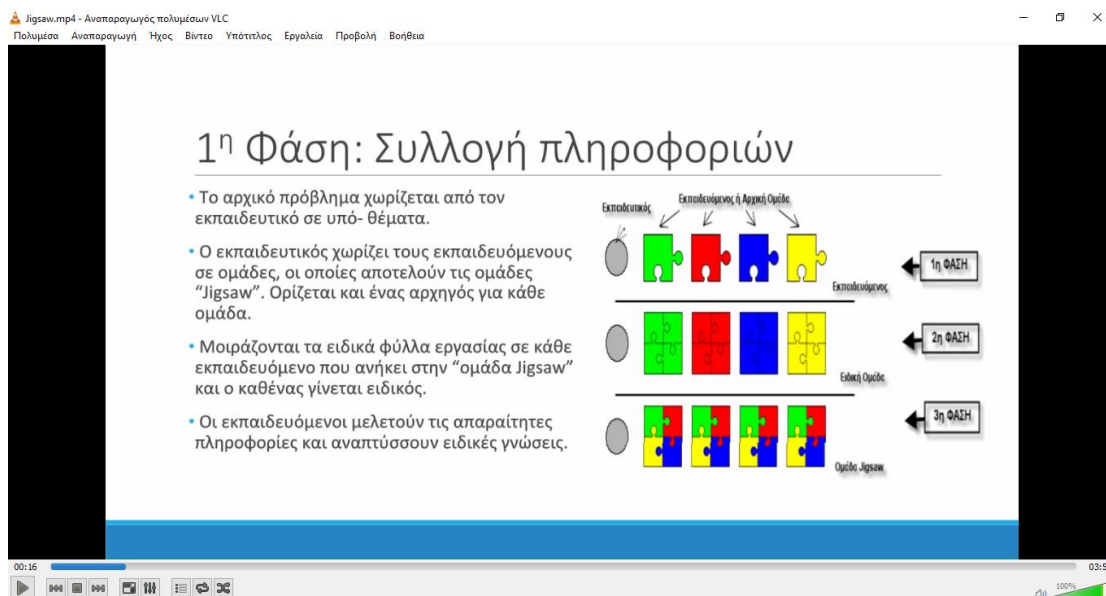 Jigsaw.mp4 - Αναπαραγωγός πολυμέσων VLC
Πολυμέσα Αναπαραγωγή Ήχος Βίντεο Υπότιτλος Εργαλεία Προβολή Βοήθεια
1η Φάση: Συλλογή πληροφοριών
• Το αρχικό πρόβλημα χωρίζεται από τον
εκπαιδευτικό σε υπό- θέματα.
• Ο εκπαιδευτικός χωρίζει τους εκπαιδευόμενους
σε ομάδες, οι οποίες αποτελούν τις ομάδες
“Jigsaw”. Ορίζεται και ένας αρχηγός για κάθε
ομάδα.
• Μοιράζονται τα ειδικά φύλλα εργασίας σε κάθε
εκπαιδευόμενο που ανήκει στην “ομάδα Jigsaw”
και ο καθένας γίνεται ειδικός.
• Οι εκπαιδευόμενοι μελετούν τις απαραίτητες
πληροφορίες και αναπτύσσουν ειδικές γνώσεις.
Εκπαιδευτικός
Εκπαιδευόμενος ή Αρχική Ομάδα
1η ΦΑΣΗ
Εκπαιδευόμενος
2η ΦΑΣΗ
Ειδική Ομάδα
3η ΦΑΣΗ
Ομάδα Jigsaw
00:16
100%